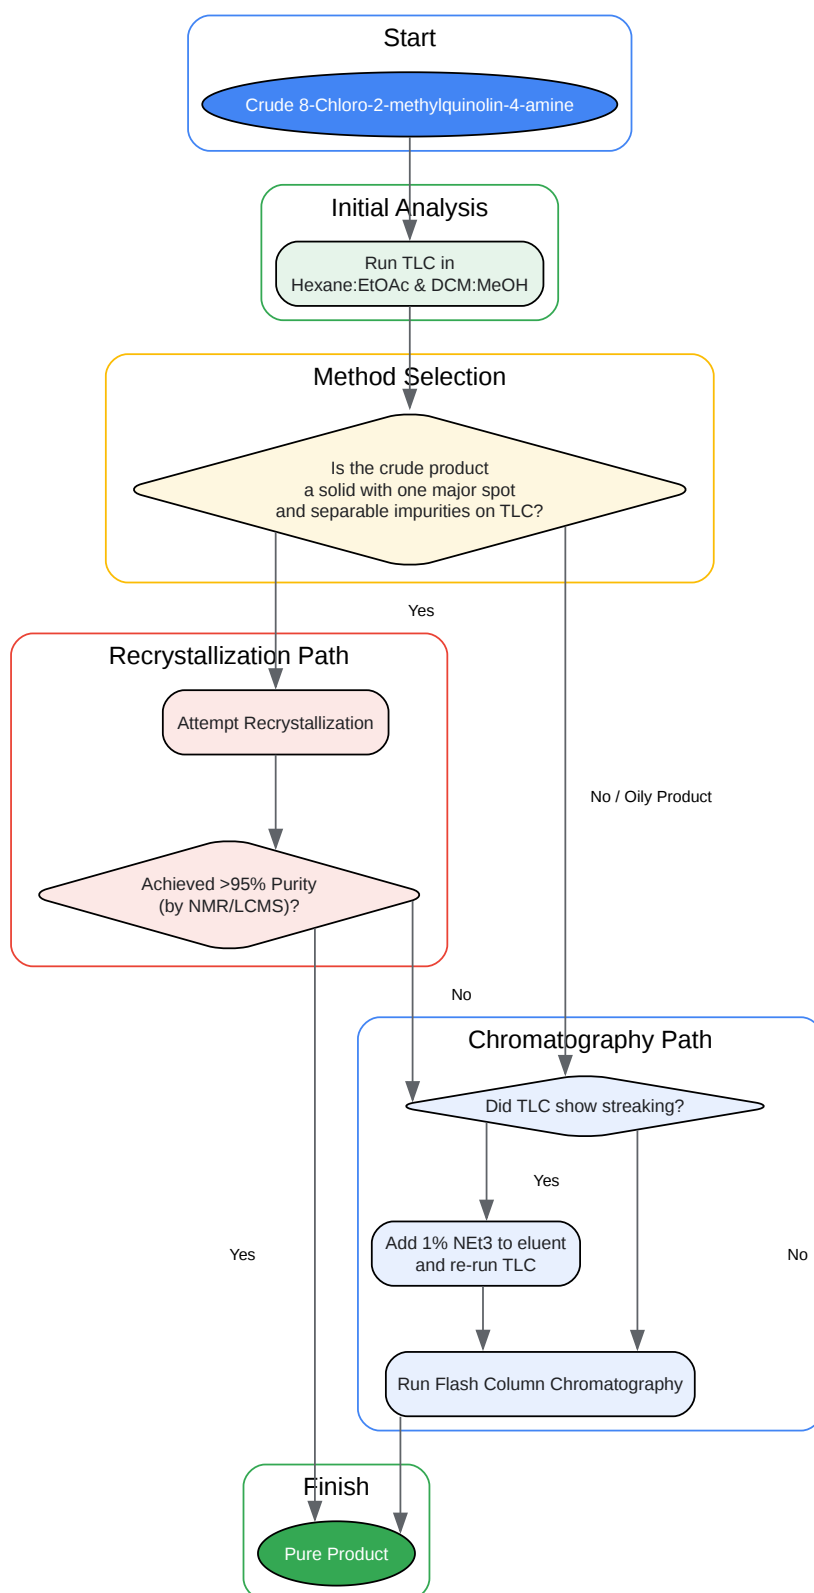 Start
Crude 8-Chloro-2-methylquinolin-4-amine
Initial Analysis
Run TLC in
Hexane:EtOAc & DCM:MeOH
Method Selection
Is the crude product
a solid with one major spot
and separable impurities on TLC?
Yes
Recrystallization Path
Attempt Recrystallization
No / Oily Product
Achieved >95% Purity
(by NMR/LCMS)?
No
Chromatography Path
Did TLC show streaking?
Yes
Add 1% NEt3 to eluent
and re-run TLC
Yes
No
Run Flash Column Chromatography
Finish
Pure Product